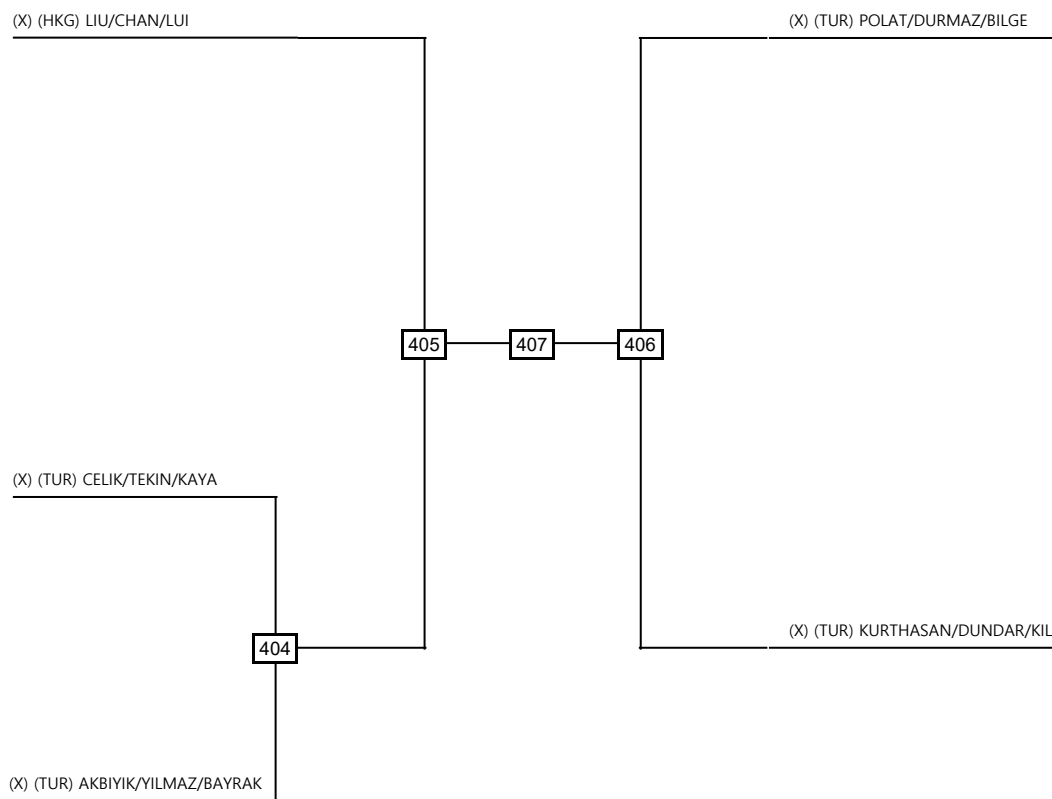 (X) (HKG) LIU/CHAN/LUI
(X) (TUR) POLAT/DURMAZ/BILGE
405
407
406
(X) (TUR) CELIK/TEKIN/KAYA
(X) (TUR) KURTHASAN/DUNDAR/KIL
404
(X) (TUR) AKBIYIK/YILMAZ/BAYRAK